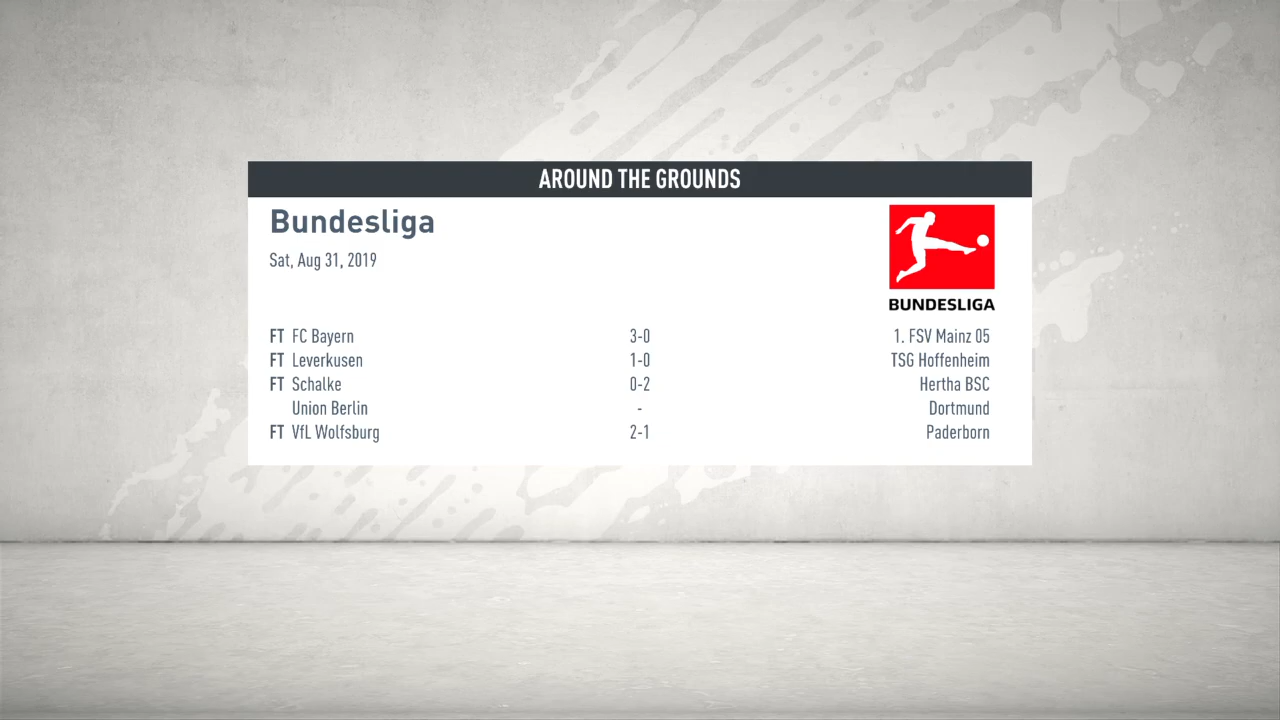 AROUND THE GROUNDS
Bundesliga
Sat, Aug 31, 2019
BUNDESLIGA
FT FC Bayern 3-0 1. FSV Mainz 05
FT Leverkusen 1-0 TSG Hoffenheim
FT Schalke 0-2 Hertha BSC
Union Berlin - Dortmund
FT VfL Wolfsburg 2-1 Paderborn